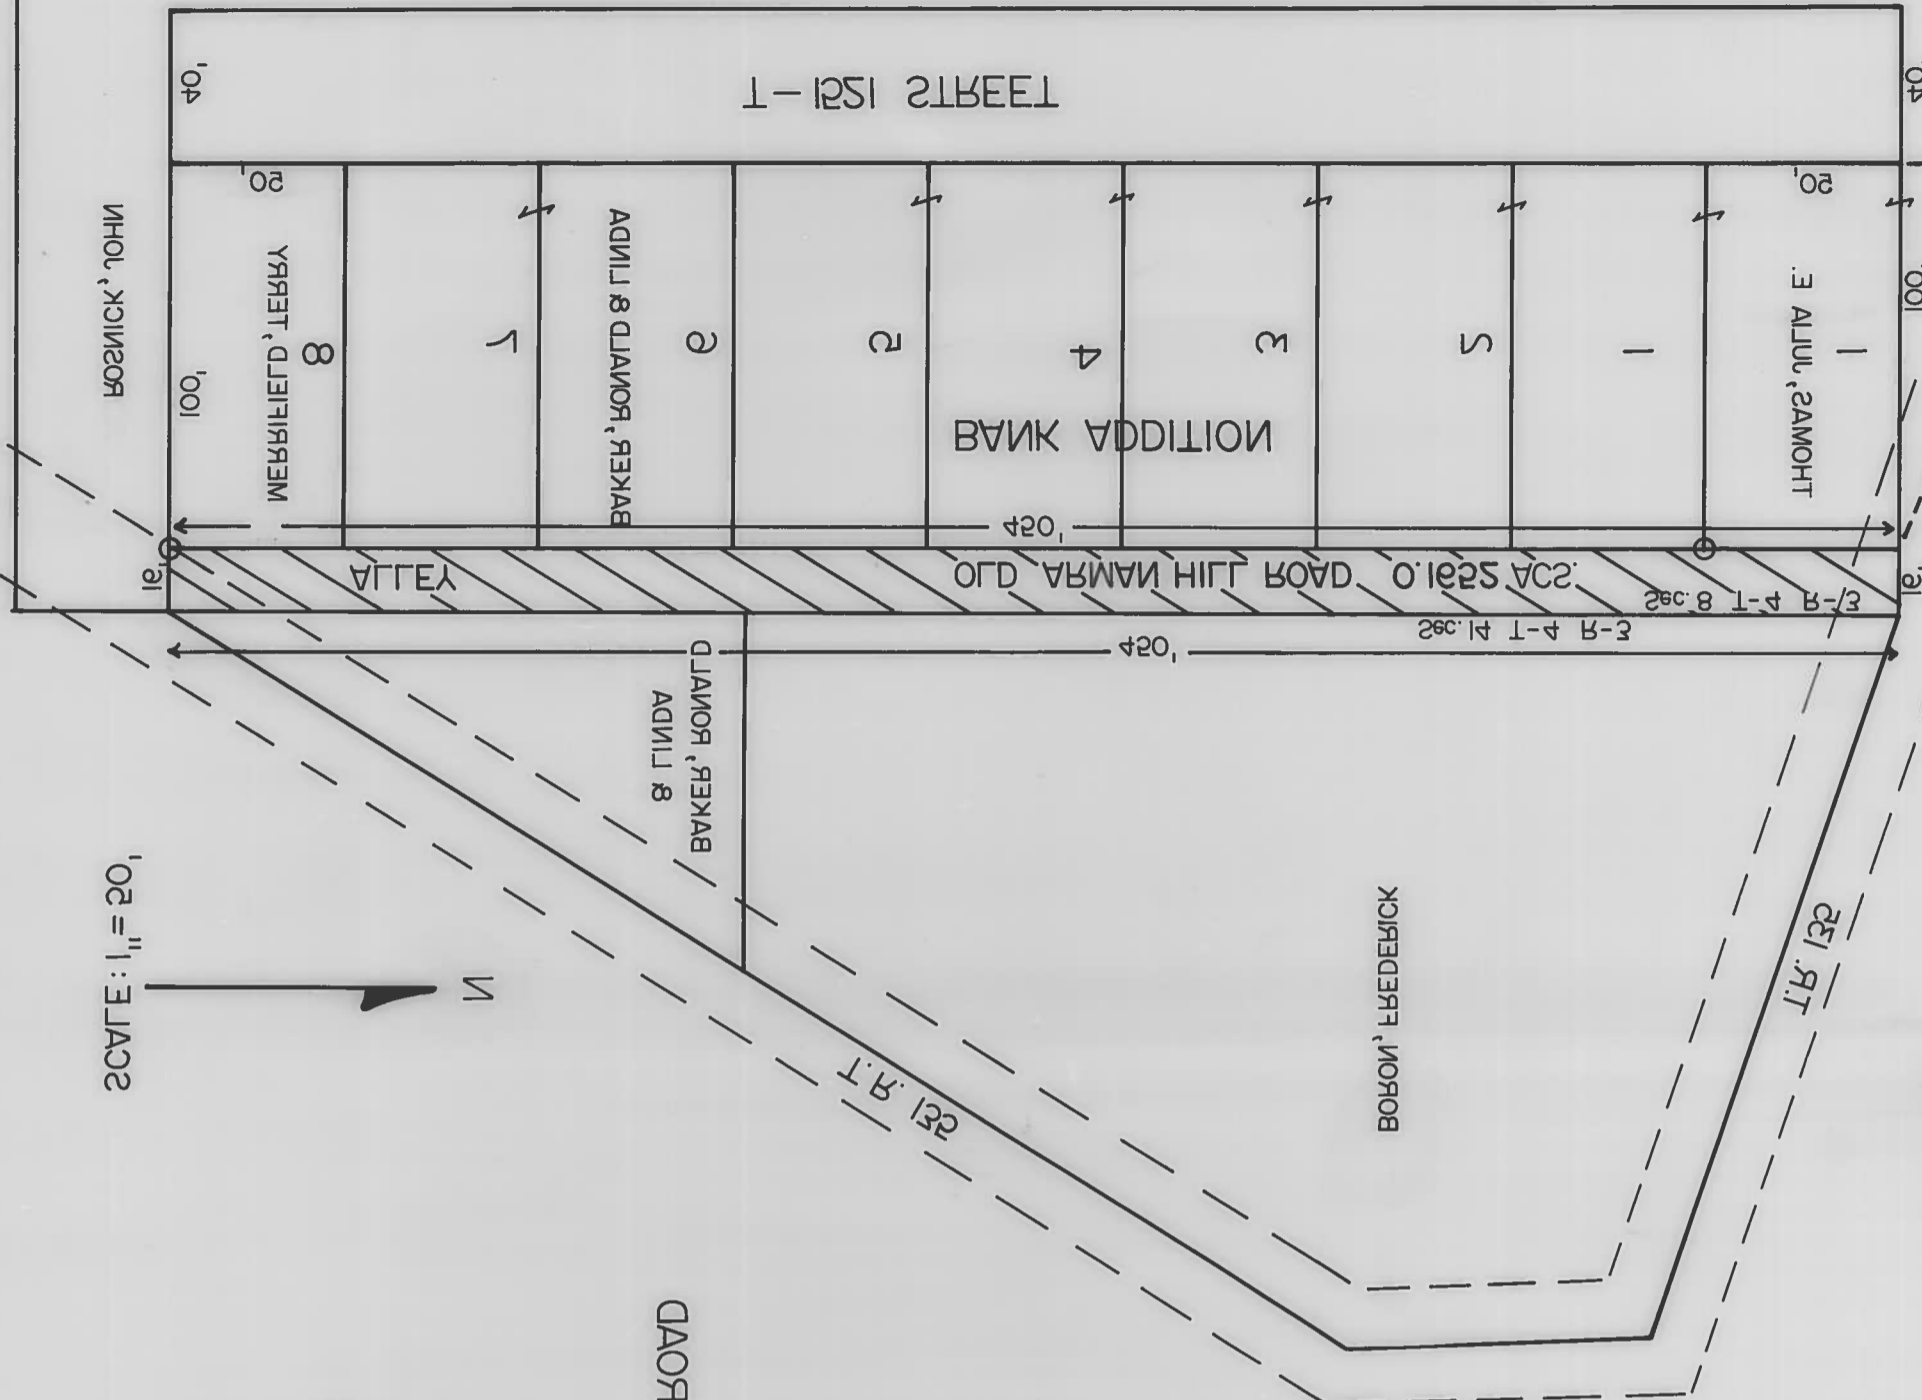 T-1521 STREET
40'
40'
50'
50'
ROSNICK, JOHN
MERRIFIELD, TERRY
BAKER, RONALD & LINDA
THOMAS, JULIA E.
100'
100'
8
7
6
5
4
3
2
1
1
BANK ADDITION
450'
16'
ALLEY
OLD ARMAN HILL ROAD 0.1652 ACS.
Sec. 8 T-4 R-3
16'
Sec. 14 T-4 R-3
450'
BAKER, RONALD
& LINDA
BORON, FREDERICK
T.R. 135
T.R. 135
SCALE: 1"=50'
N
ROAD